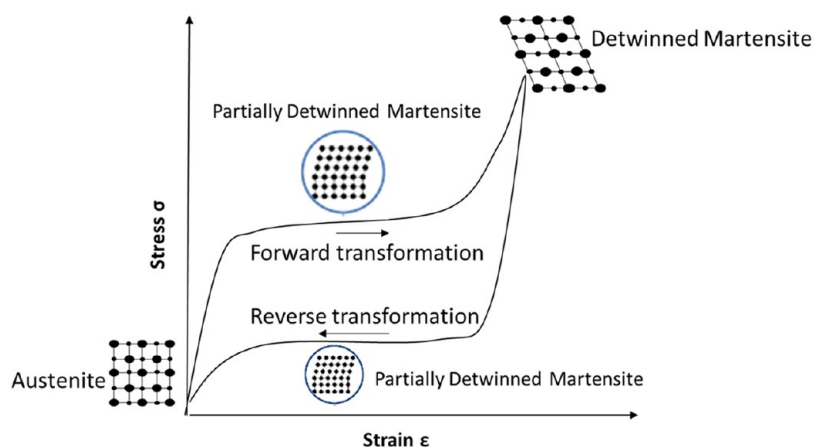 Detwinned Martensite
Partially Detwinned Martensite
Stress σ
Forward transformation
Reverse transformation
Austenite
Partially Detwinned Martensite
Strain ε